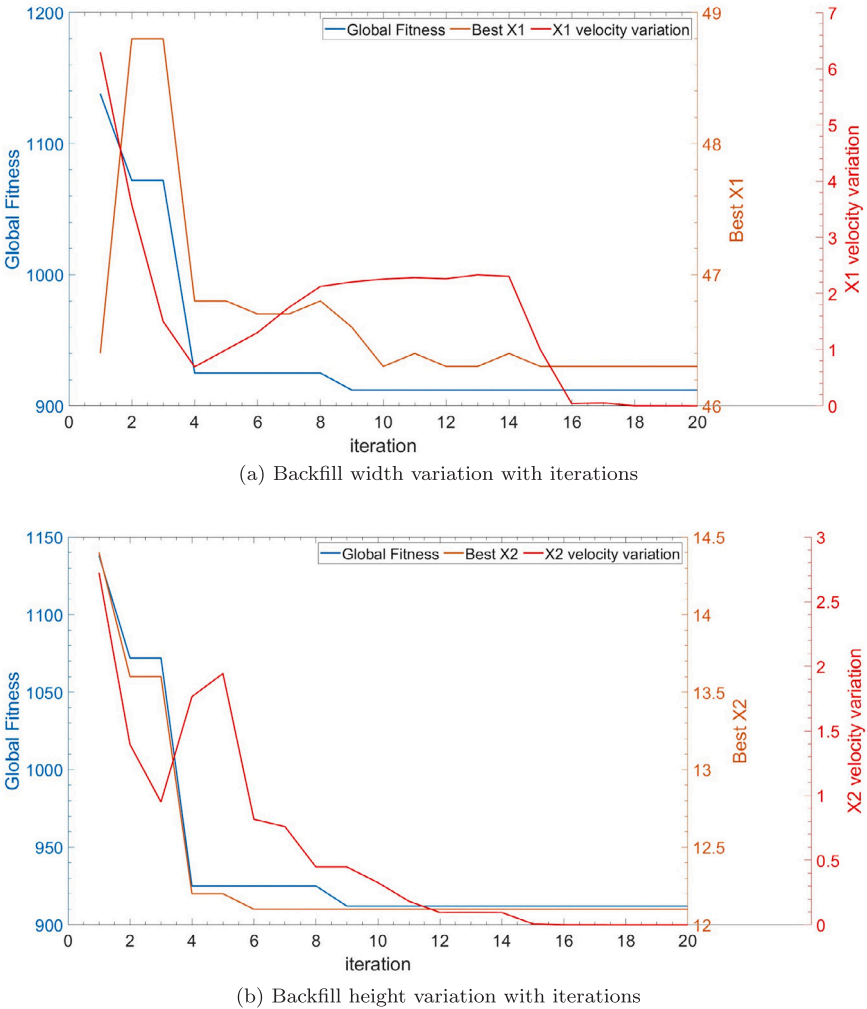 Global Fitness Best X1 X1 velocity variation
1200
1100
1000
900
Global Fitness
49
48
47
46
Best X1
7
6
5
4
3
2
1
0
X1 velocity variation
0 2 4 6 8 10 12 14 16 18 20
iteration
(a) Backfill width variation with iterations
Global Fitness Best X2 X2 velocity variation
1150
1100
1050
1000
950
900
Global Fitness
14.5
14
13.5
13
12.5
12
Best X2
3
2.5
2
1.5
1
0.5
0
X2 velocity variation
0 2 4 6 8 10 12 14 16 18 20
iteration
(b) Backfill height variation with iterations